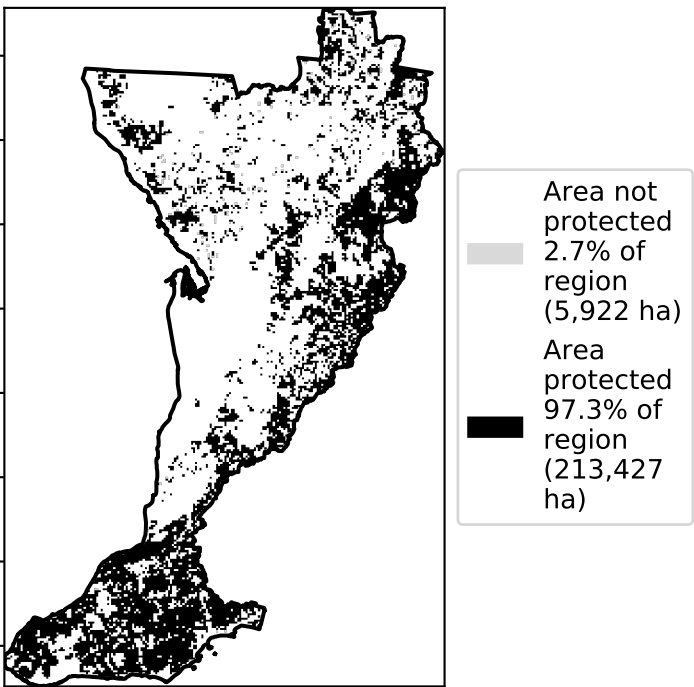 Area not
protected
2.7% of
region
(5,922 ha)
Area
protected
97.3% of
region
(213,427
ha)